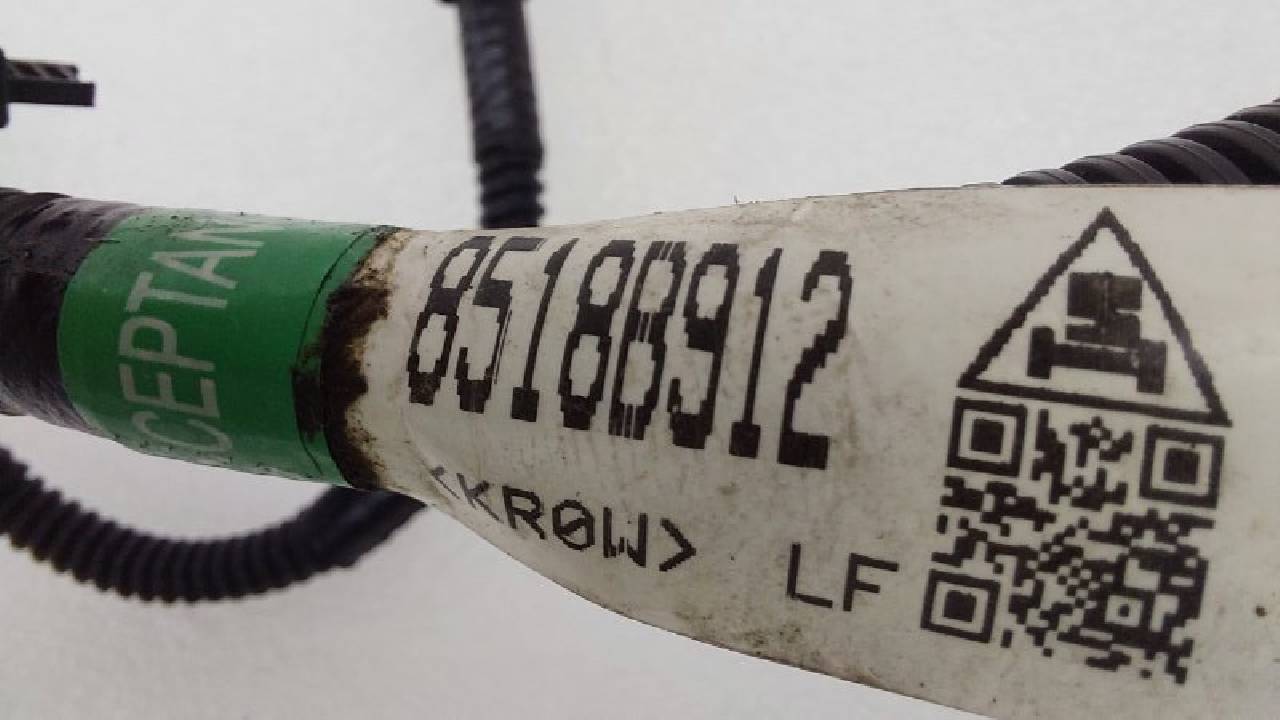 CEPTAN
85188912
<KR0W>
LF